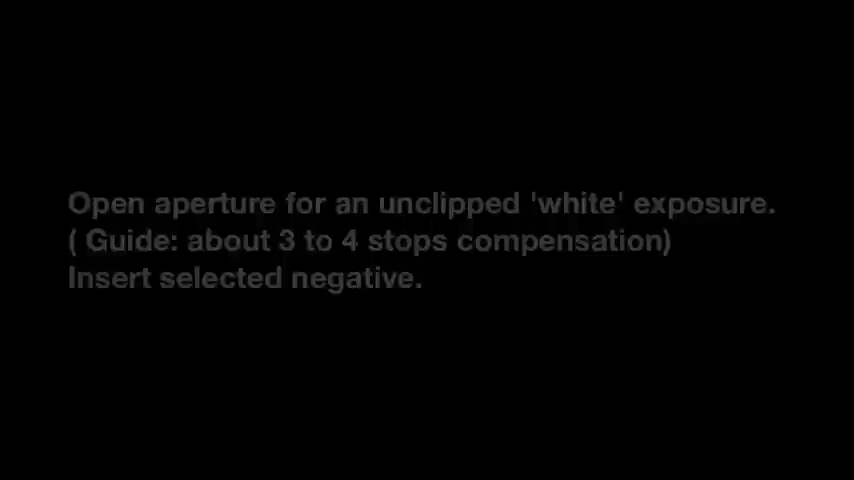 Open aperture for an unclipped 'white' exposure.
( Guide: about 3 to 4 stops compensation)
Insert selected negative.